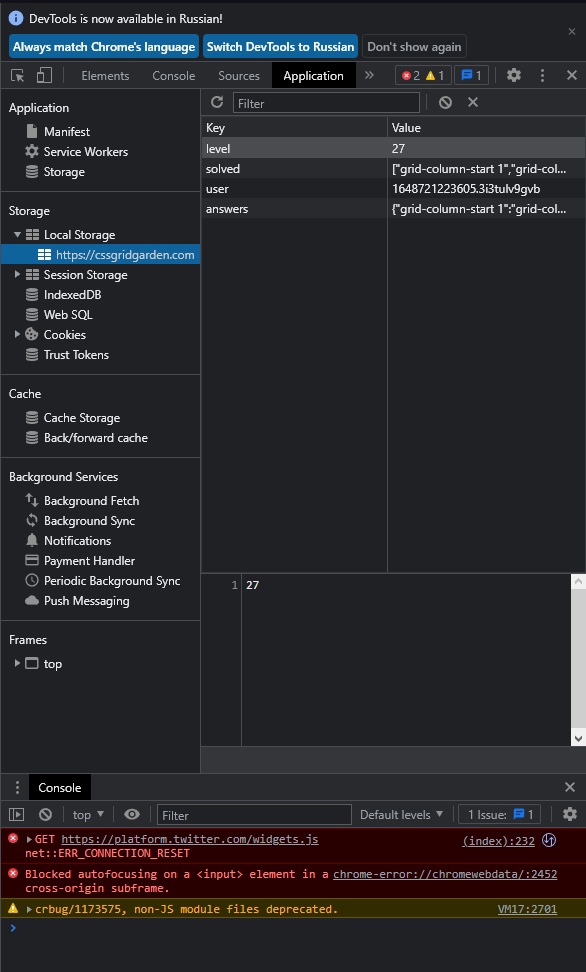 DevTools is now available in Russian!
Always match Chrome's language Switch DevTools to Russian Don't show again
Elements Console Sources Application 2 1 1
Application
Manifest
Service Workers
Storage
Storage
Local Storage
https://cssgridgarden.com
Session Storage
IndexedDB
Web SQL
Cookies
Trust Tokens
Cache
Cache Storage
Back/forward cache
Background Services
Background Fetch
Background Sync
Notifications
Payment Handler
Periodic Background Sync
Push Messaging
Frames
top
Filter
Key Value
level 27
solved ["grid-column-start 1","grid-co...
user 1648721223605.3i3tulv9gvb
answers {"grid-column-start 1":"grid-col...
1 27
Console
top Filter Default levels 1 Issue: 1
GET https://platform.twitter.com/widgets.js (index):232
net::ERR_CONNECTION_RESET
Blocked autofocusing on a <input> element in a chrome-error://chromewebdata/:2452
cross-origin subframe.
crbug/1173575, non-JS module files deprecated. VM17:2701